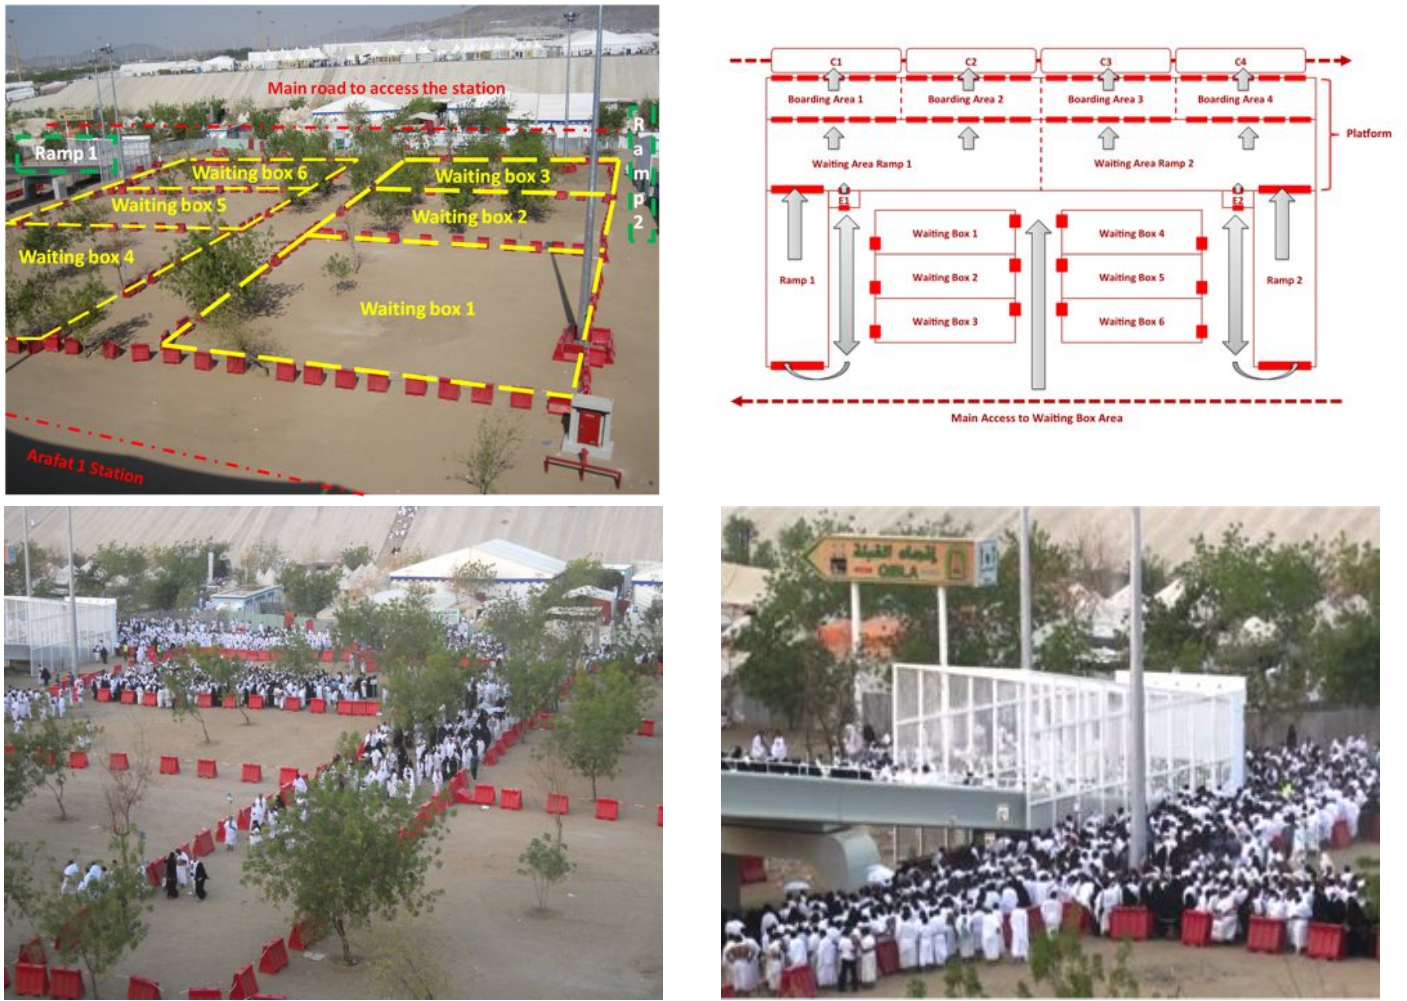 Main road to access the station
Ramp 1
Ramp 2
Waiting box 6
Waiting box 3
Waiting box 5
Waiting box 2
Waiting box 4
Waiting box 1
Arafat 1 Station
C1
C2
C3
C4
Boarding Area 1
Boarding Area 2
Boarding Area 3
Boarding Area 4
Platform
Waiting Area Ramp 1
Waiting Area Ramp 2
E1
E2
Waiting Box 1
Waiting Box 4
Ramp 1
Waiting Box 2
Waiting Box 5
Ramp 2
Waiting Box 3
Waiting Box 6
Main Access to Waiting Box Area
إتجاه القبلة
QIBLA